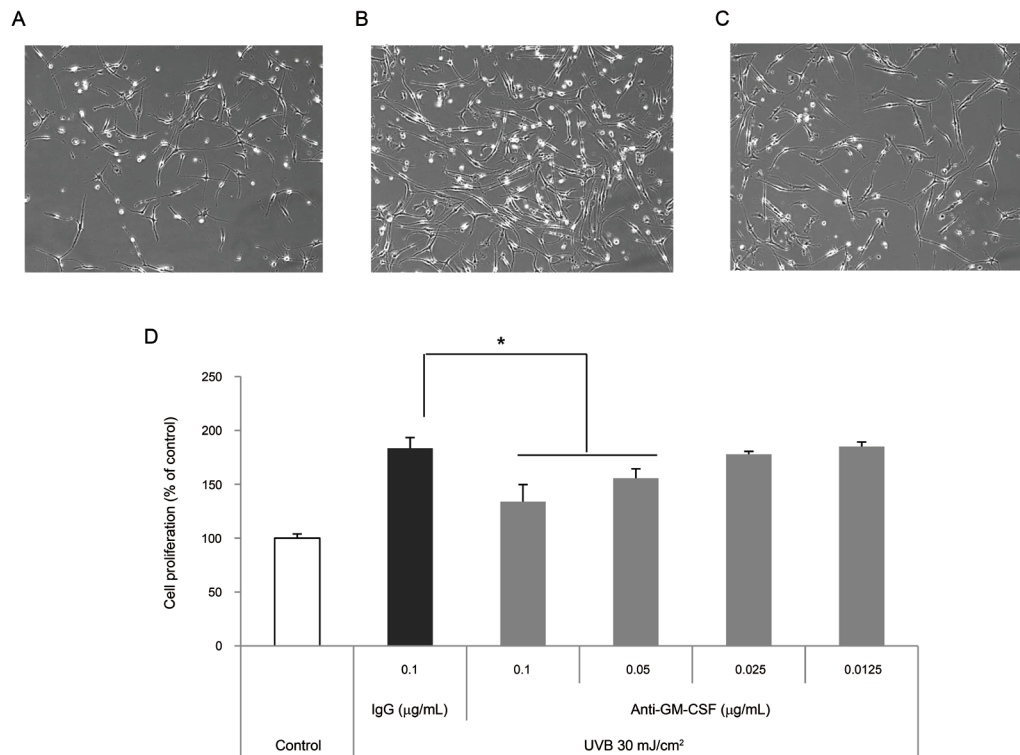 A
B
C
D
*
Cell proliferation (% of control)
250
200
150
100
50
0
0.1
0.1
0.05
0.025
0.0125
IgG (µg/mL)
Anti-GM-CSF (µg/mL)
Control
UVB 30 mJ/cm²